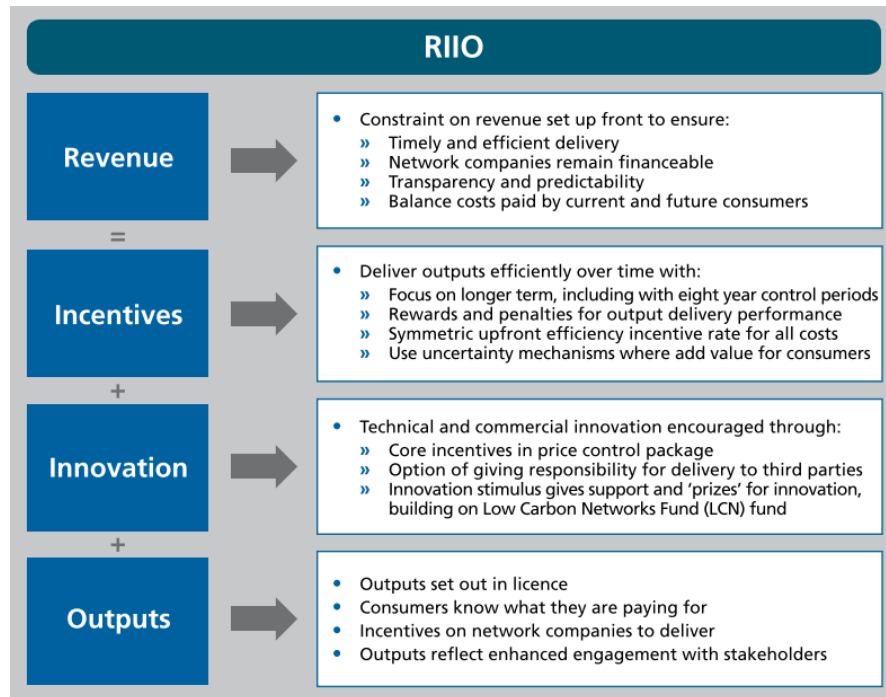 RIIO
Revenue
• Constraint on revenue set up front to ensure:
» Timely and efficient delivery
» Network companies remain financeable
» Transparency and predictability
» Balance costs paid by current and future consumers
=
Incentives
• Deliver outputs efficiently over time with:
» Focus on longer term, including with eight year control periods
» Rewards and penalties for output delivery performance
» Symmetric upfront efficiency incentive rate for all costs
» Use uncertainty mechanisms where add value for consumers
+
Innovation
• Technical and commercial innovation encouraged through:
» Core incentives in price control package
» Option of giving responsibility for delivery to third parties
» Innovation stimulus gives support and ‘prizes’ for innovation,
building on Low Carbon Networks Fund (LCN) fund
+
Outputs
• Outputs set out in licence
• Consumers know what they are paying for
• Incentives on network companies to deliver
• Outputs reflect enhanced engagement with stakeholders